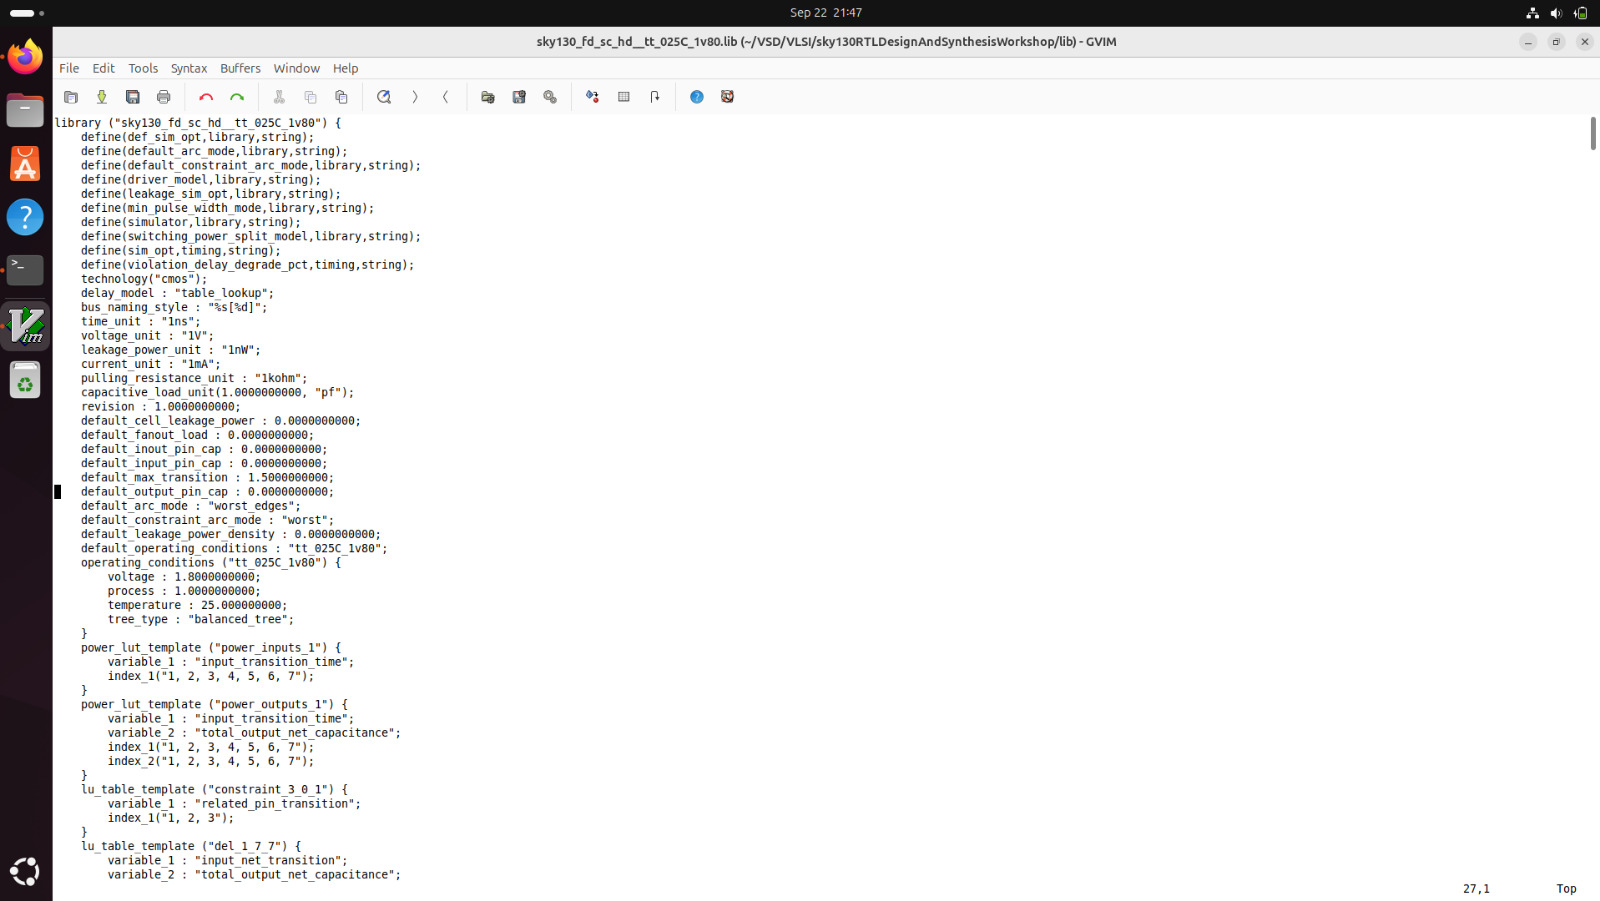 Sep 22 21:47
sky130_fd_sc_hd__tt_025C_1v80.lib (~/VSD/VLSI/sky130RTLDesignAndSynthesisWorkshop/lib) - GVIM
File Edit Tools Syntax Buffers Window Help
library ("sky130_fd_sc_hd__tt_025C_1v80") {
    define(def_sim_opt,library,string);
    define(default_arc_mode,library,string);
    define(default_constraint_arc_mode,library,string);
    define(driver_model,library,string);
    define(leakage_sim_opt,library,string);
    define(min_pulse_width_mode,library,string);
    define(simulator,library,string);
    define(switching_power_split_model,library,string);
    define(sim_opt,timing,string);
    define(violation_delay_degrade_pct,timing,string);
    technology("cmos");
    delay_model : "table_lookup";
    bus_naming_style : "%s[%d]";
    time_unit : "1ns";
    voltage_unit : "1V";
    leakage_power_unit : "1nW";
    current_unit : "1mA";
    pulling_resistance_unit : "1kohm";
    capacitive_load_unit(1.0000000000, "pf");
    revision : 1.0000000000;
    default_cell_leakage_power : 0.0000000000;
    default_fanout_load : 0.0000000000;
    default_inout_pin_cap : 0.0000000000;
    default_input_pin_cap : 0.0000000000;
    default_max_transition : 1.5000000000;
    default_output_pin_cap : 0.0000000000;
    default_arc_mode : "worst_edges";
    default_constraint_arc_mode : "worst";
    default_leakage_power_density : 0.0000000000;
    default_operating_conditions : "tt_025C_1v80";
    operating_conditions ("tt_025C_1v80") {
        voltage : 1.8000000000;
        process : 1.0000000000;
        temperature : 25.000000000;
        tree_type : "balanced_tree";
    }
    power_lut_template ("power_inputs_1") {
        variable_1 : "input_transition_time";
        index_1("1, 2, 3, 4, 5, 6, 7");
    }
    power_lut_template ("power_outputs_1") {
        variable_1 : "input_transition_time";
        variable_2 : "total_output_net_capacitance";
        index_1("1, 2, 3, 4, 5, 6, 7");
        index_2("1, 2, 3, 4, 5, 6, 7");
    }
    lu_table_template ("constraint_3_0_1") {
        variable_1 : "related_pin_transition";
        index_1("1, 2, 3");
    }
    lu_table_template ("del_1_7_7") {
        variable_1 : "input_net_transition";
        variable_2 : "total_output_net_capacitance";
27,1 Top